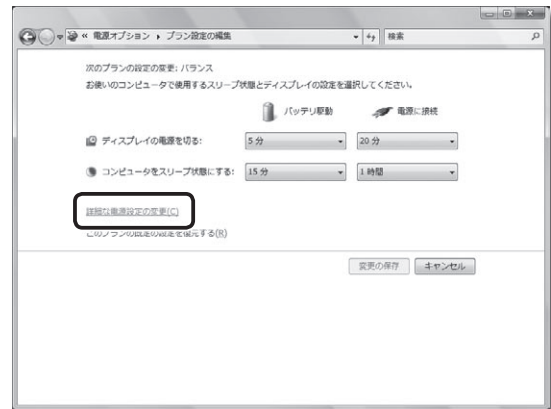 « 電源オプション ▸ プラン設定の編集
検索
次のプランの設定の変更: バランス
お使いのコンピュータで使用するスリープ状態とディスプレイの設定を選択してください。
バッテリ駆動 電源に接続
ディスプレイの電源を切る: 5 分 20 分
コンピュータをスリープ状態にする: 15 分 1 時間
詳細な電源設定の変更(C)
このプランの既定の設定を復元する(R)
変更の保存 キャンセル